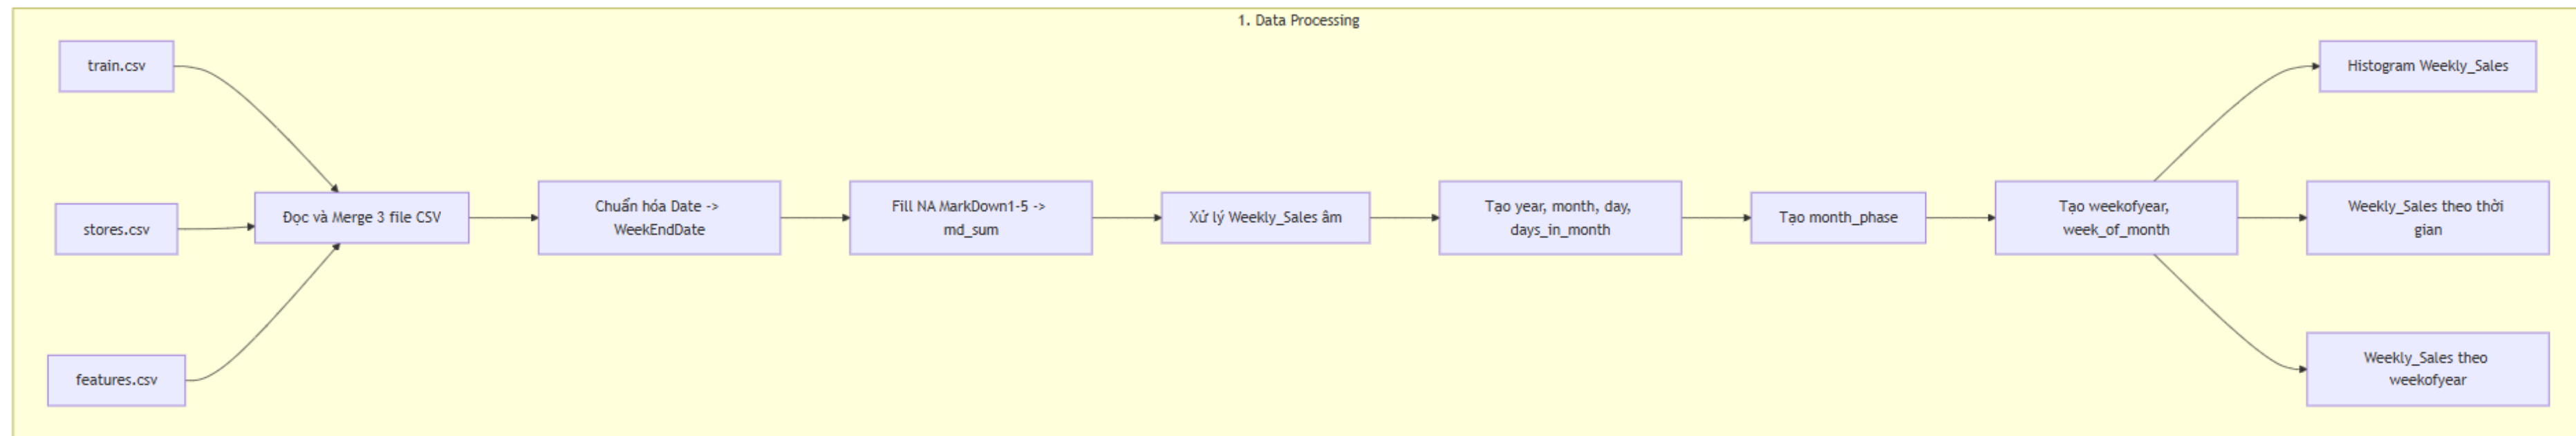 1. Data Processing
train.csv
stores.csv
features.csv
Đọc và Merge 3 file CSV
Chuẩn hóa Date ->
WeekEndDate
Fill NA MarkDown1-5 ->
md_sum
Xử lý Weekly_Sales âm
Tạo year, month, day,
days_in_month
Tạo month_phase
Tạo weekofyear,
week_of_month
Histogram Weekly_Sales
Weekly_Sales theo thời
gian
Weekly_Sales theo
weekofyear